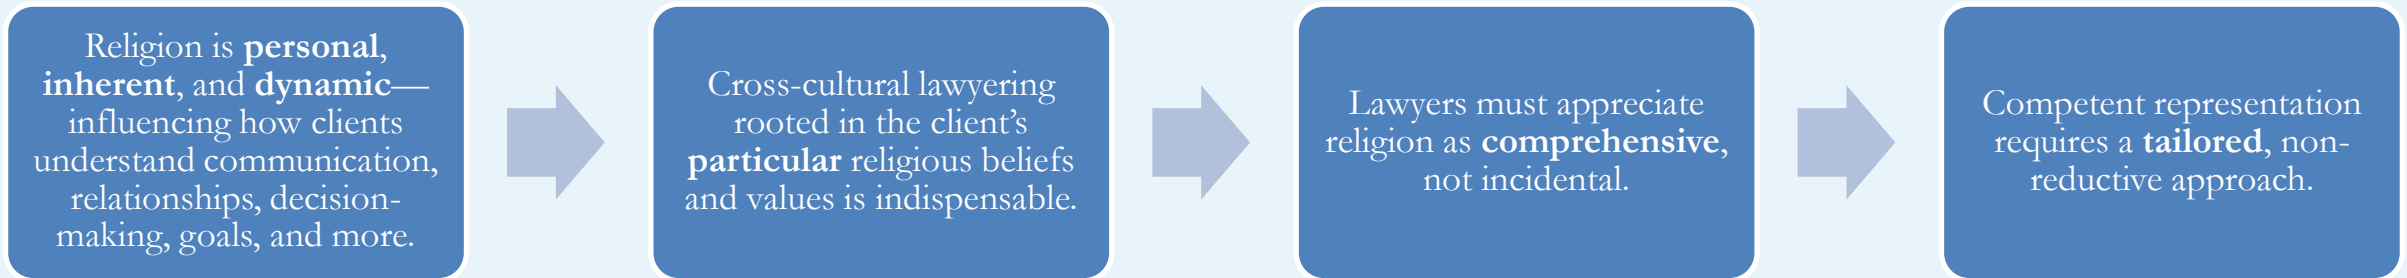 Religion is personal,
inherent, and dynamic—
influencing how clients
understand communication,
relationships, decision-
making, goals, and more.
Cross-cultural lawyering
rooted in the client’s
particular religious beliefs
and values is indispensable.
Lawyers must appreciate
religion as comprehensive,
not incidental.
Competent representation
requires a tailored, non-
reductive approach.